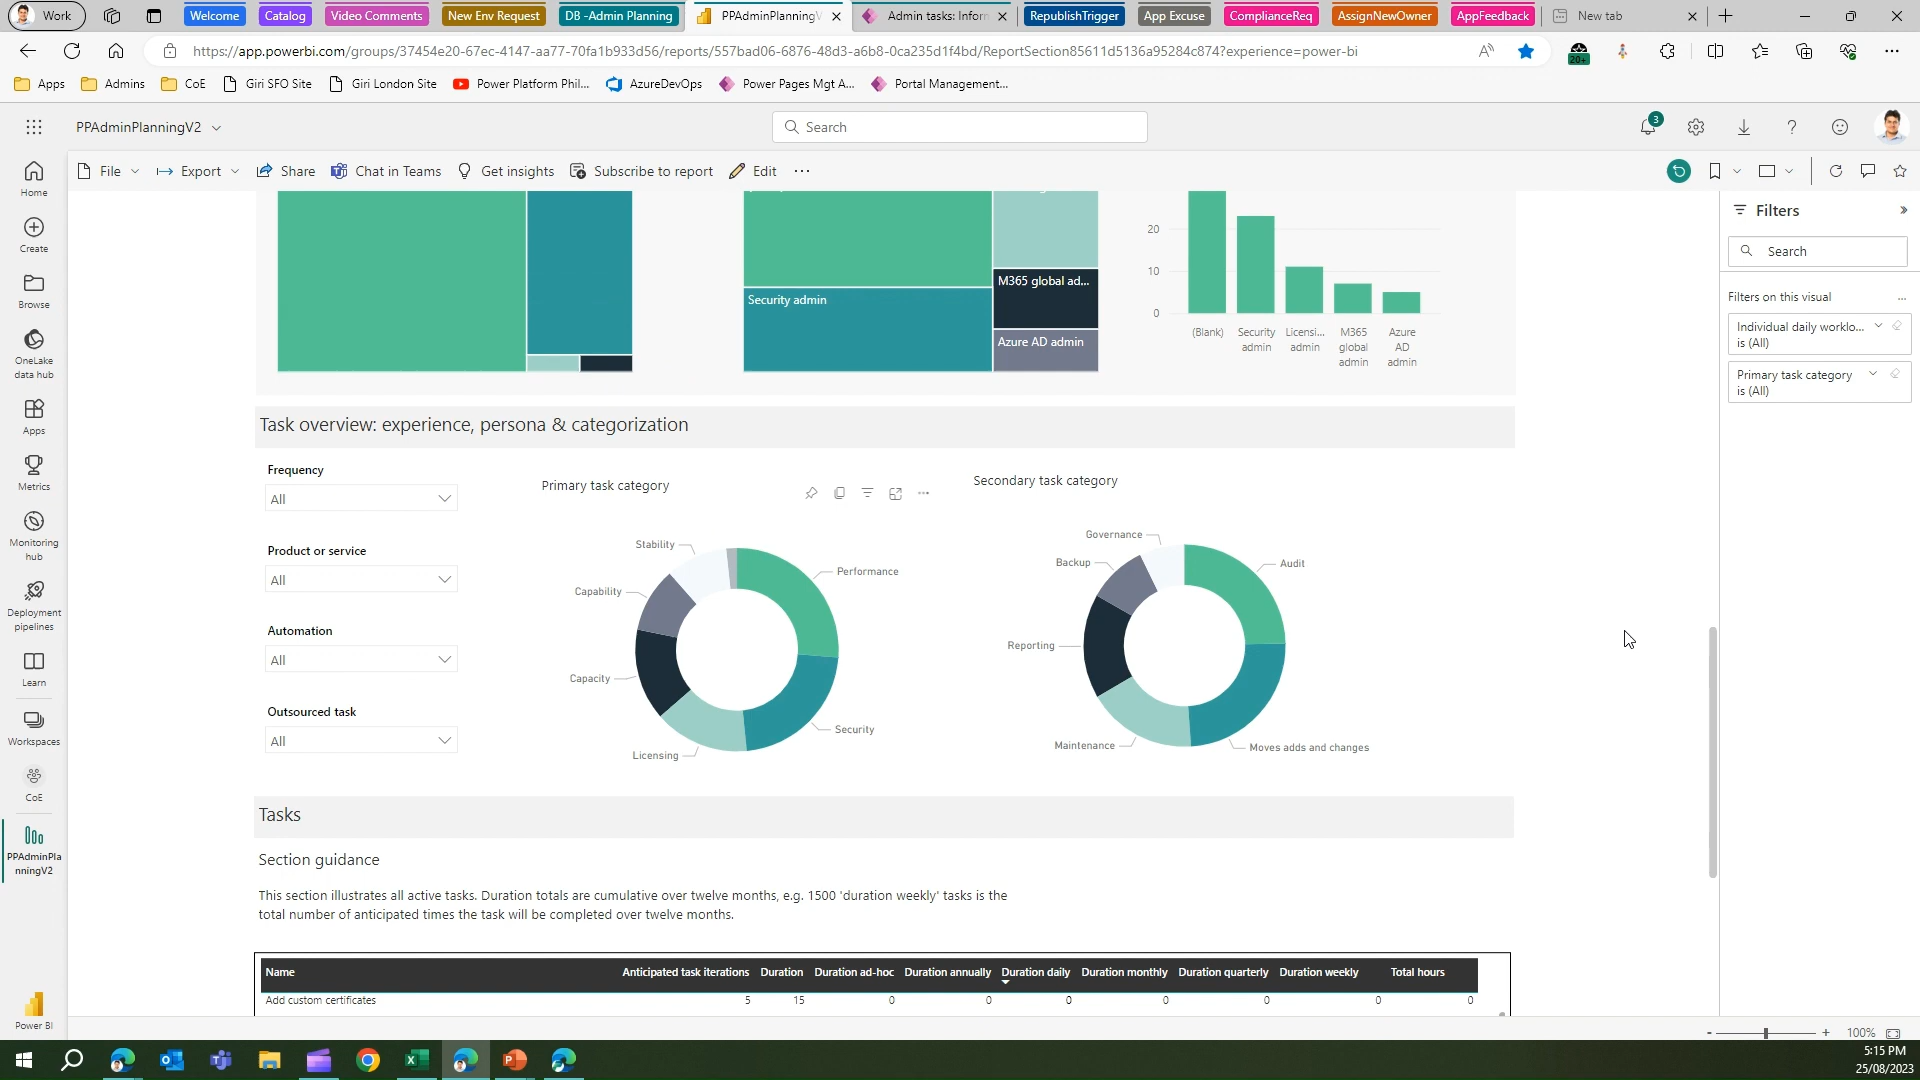 Work
Welcome
Catalog
Video Comments
New Env Request
DB -Admin Planning
PPAdminPlanningV
Admin tasks: Inform
RepublishTrigger
App Excuse
ComplianceReq
AssignNewOwner
AppFeedback
New tab
https://app.powerbi.com/groups/37454e20-67ec-4147-aa77-70fa1b933d56/reports/557bad06-6876-48d3-a6b8-0ca235d1f4bd/ReportSection85611d5136a95284c874?experience=power-bi
20+
Apps
Admins
CoE
Giri SFO Site
Giri London Site
Power Platform Phil...
AzureDevOps
Power Pages Mgt A...
Portal Management...
PPAdminPlanningV2
Search
3
File
Export
Share
Chat in Teams
Get insights
Subscribe to report
Edit
Home
Create
Browse
OneLake
data hub
Apps
Metrics
Monitoring
hub
Deployment
pipelines
Learn
Workspaces
CoE
PPAdminPla
nningV2
Power BI
Security admin
M365 global ad...
Azure AD admin
20
10
0
(Blank)
Security
admin
Licensi...
admin
M365
global
admin
Azure
AD
admin
Task overview: experience, persona & categorization
Frequency
All
Product or service
All
Automation
All
Outsourced task
All
Primary task category
Stability
Performance
Capability
Capacity
Security
Licensing
Secondary task category
Governance
Backup
Audit
Reporting
Maintenance
Moves adds and changes
Tasks
Section guidance
This section illustrates all active tasks. Duration totals are cumulative over twelve months, e.g. 1500 'duration weekly' tasks is the
total number of anticipated times the task will be completed over twelve months.
Name Anticipated task iterations Duration Duration ad-hoc Duration annually Duration daily Duration monthly Duration quarterly Duration weekly Total hours
Add custom certificates 5 15 0 0 0 0 0 0 0
Filters
Search
Filters on this visual
Individual daily worklo...
is (All)
Primary task category
is (All)
- + 100%
5:15 PM
25/08/2023